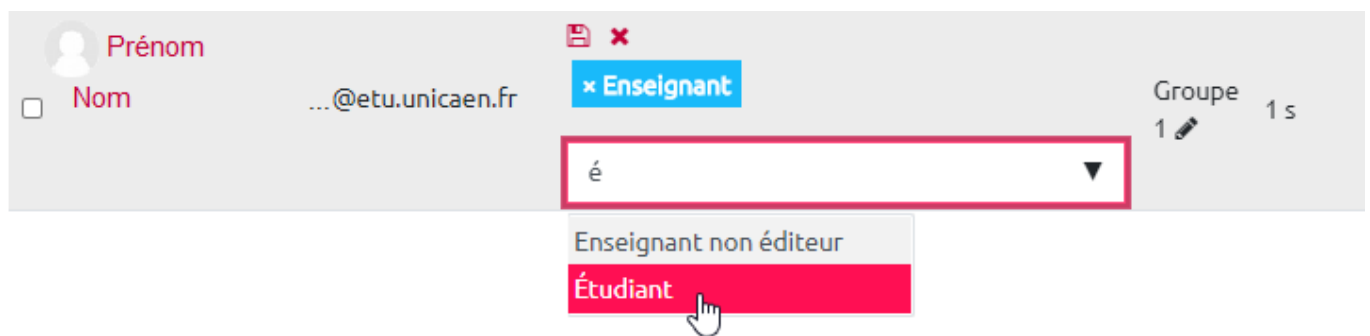 Prénom
Nom
...@etu.unicaen.fr
× Enseignant
é
Enseignant non éditeur
Étudiant
Groupe
1
1 s